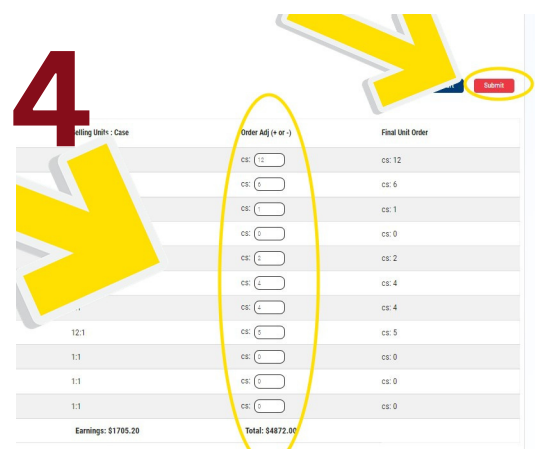 4
Submit
Selling Units : Case Order Adj (+ or -) Final Unit Order
cs: 12 cs: 12
cs: 6 cs: 6
cs: 1 cs: 1
cs: 0 cs: 0
cs: 2 cs: 2
cs: 4 cs: 4
cs: 4 cs: 4
12:1 cs: 5 cs: 5
1:1 cs: 0 cs: 0
1:1 cs: 0 cs: 0
1:1 cs: 0 cs: 0
Earnings: $1705.20 Total: $4872.00